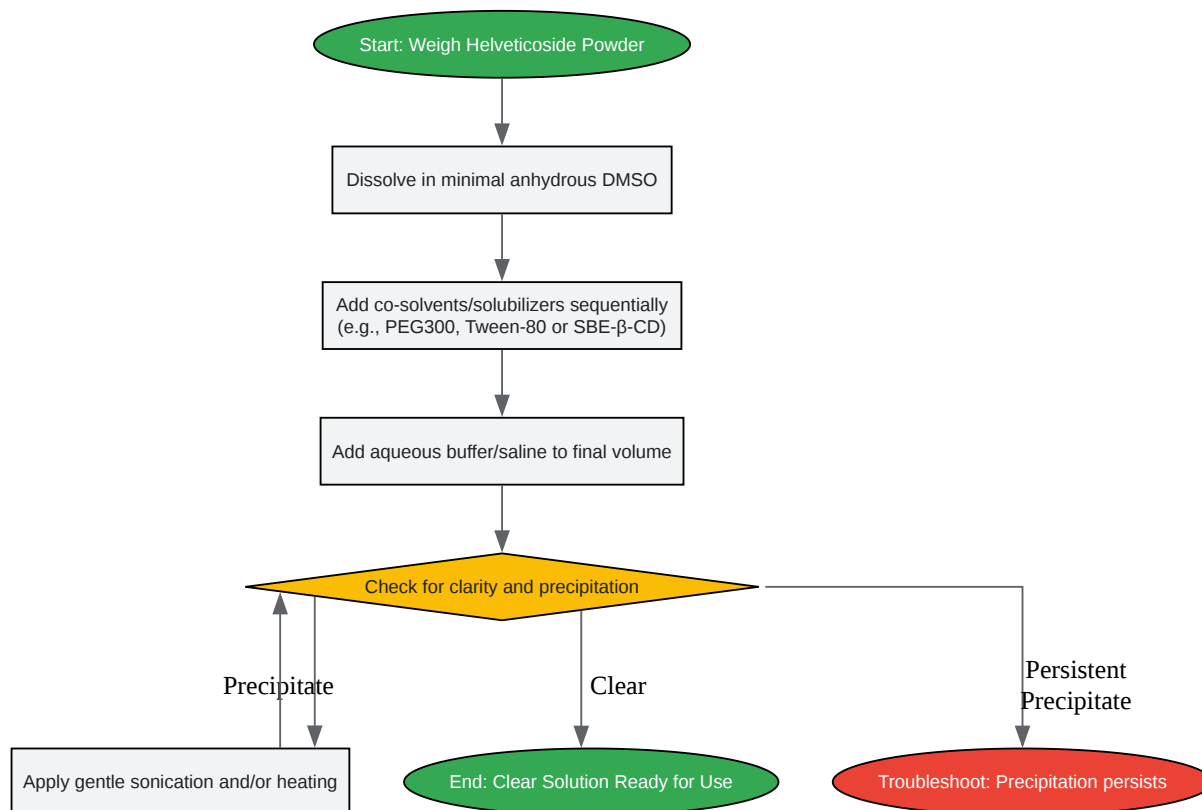 Start: Weigh Helveticoside Powder
Dissolve in minimal anhydrous DMSO
Add co-solvents/solubilizers sequentially
(e.g., PEG300, Tween-80 or SBE-β-CD)
Add aqueous buffer/saline to final volume
Check for clarity and precipitation
Precipitate
Clear
Persistent
Precipitate
Apply gentle sonication and/or heating
End: Clear Solution Ready for Use
Troubleshoot: Precipitation persists